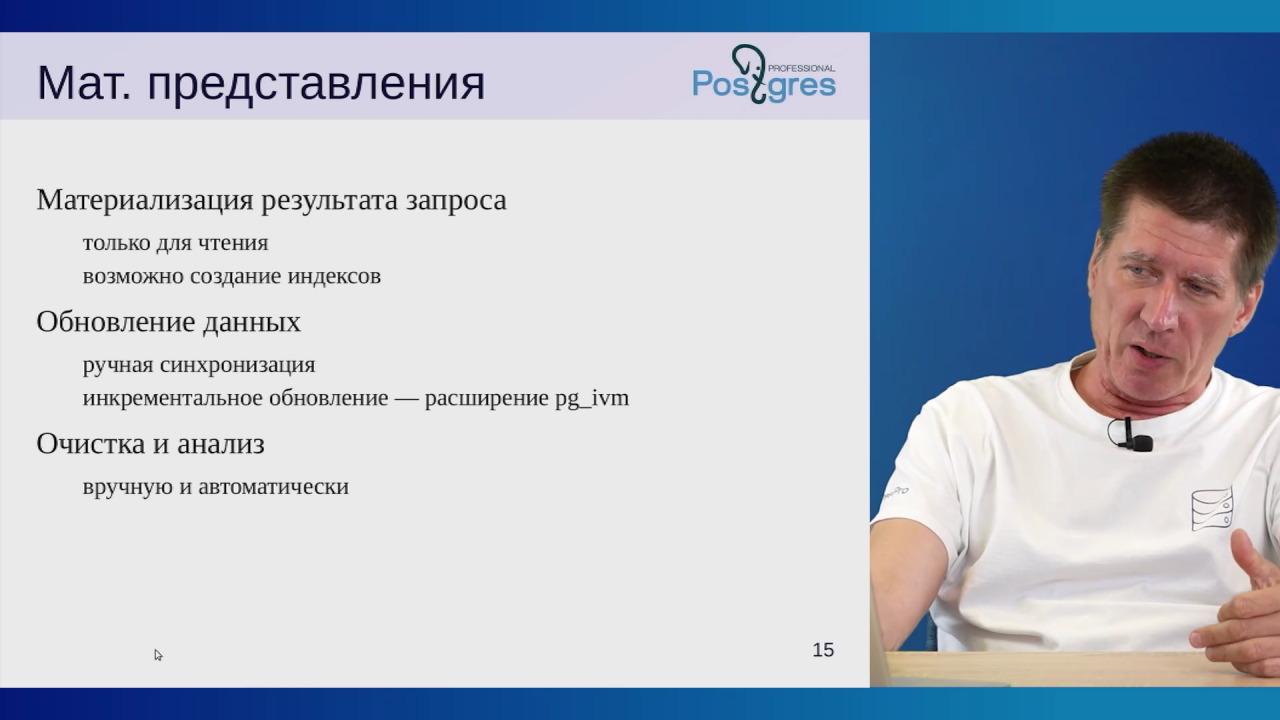 Мат. представления
PROFESSIONAL
Postgres
Материализация результата запроса
только для чтения
возможно создание индексов
Обновление данных
ручная синхронизация
инкрементальное обновление — расширение pg_ivm
Очистка и анализ
вручную и автоматически
15